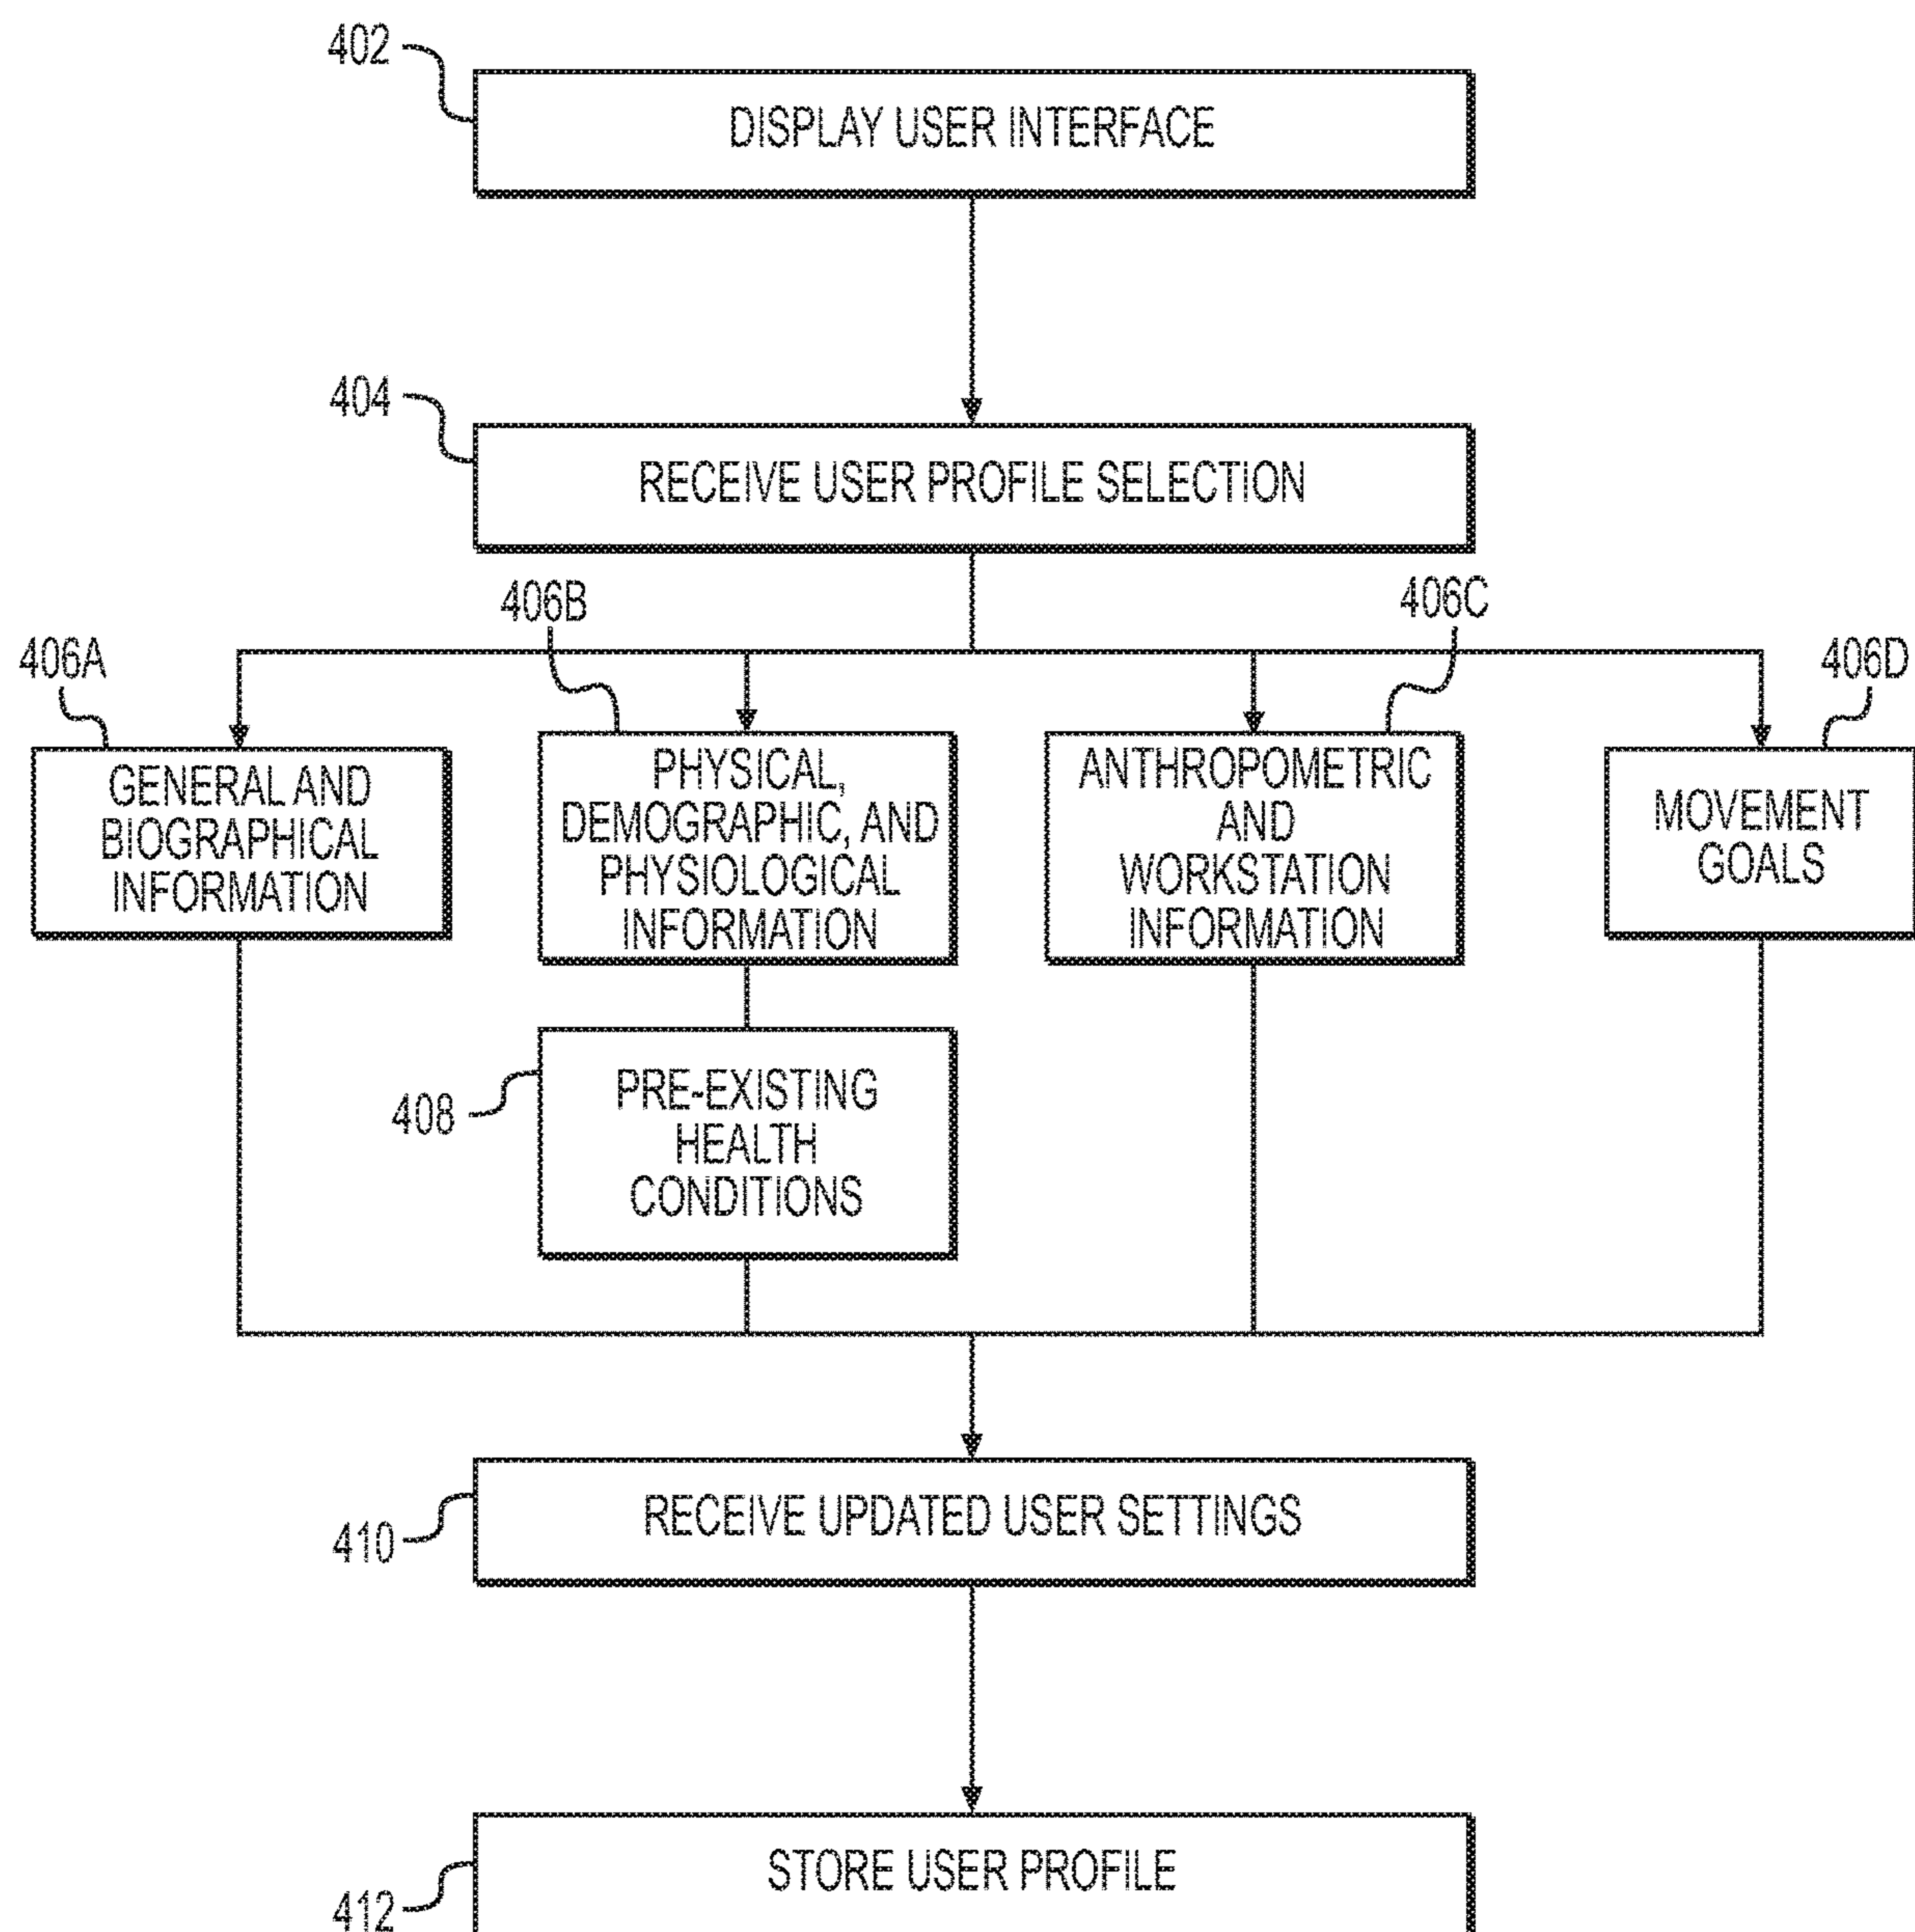 402
DISPLAY USER INTERFACE
404
RECEIVE USER PROFILE SELECTION
406A
406B
406C
406D
GENERAL AND
BIOGRAPHICAL
INFORMATION
PHYSICAL,
DEMOGRAPHIC, AND
PHYSIOLOGICAL
INFORMATION
ANTHROPOMETRIC
AND
WORKSTATION
INFORMATION
MOVEMENT
GOALS
408
PRE-EXISTING
HEALTH
CONDITIONS
410
RECEIVE UPDATED USER SETTINGS
412
STORE USER PROFILE